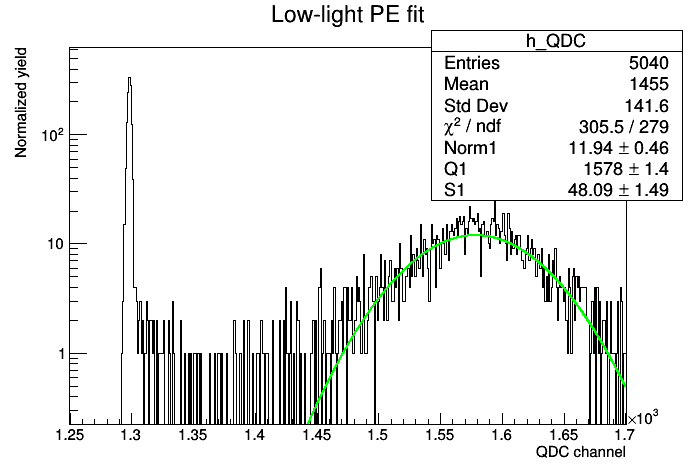 Low-light PE fit
h_QDC
Entries 5040
Mean 1455
Std Dev 141.6
χ² / ndf 305.5 / 279
Norm1 11.94 ± 0.46
Q1 1578 ± 1.4
S1 48.09 ± 1.49
Normalized yield
10²
10
1
1.25 1.3 1.35 1.4 1.45 1.5 1.55 1.6 1.65 1.7
×10³
QDC channel